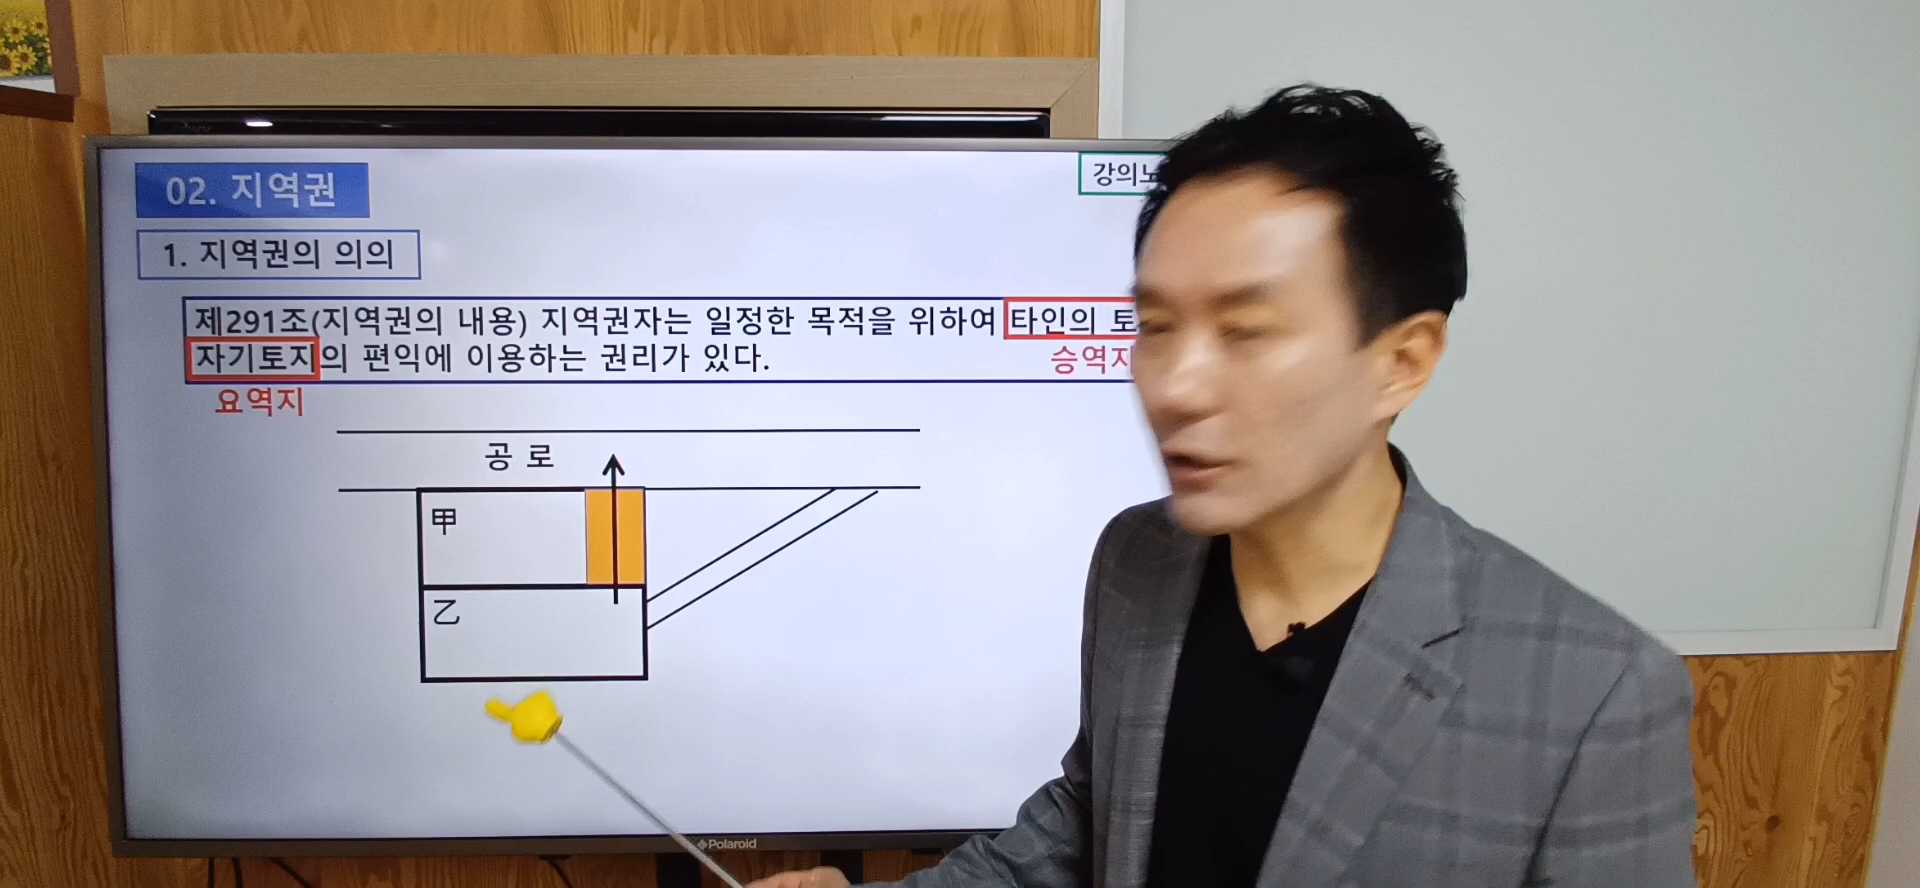 02. 지역권
강의노
1. 지역권의 의의
제291조(지역권의 내용) 지역권자는 일정한 목적을 위하여 타인의 토
자기토지의 편익에 이용하는 권리가 있다.
승역지
요역지
공 로
甲
乙
Polaroid